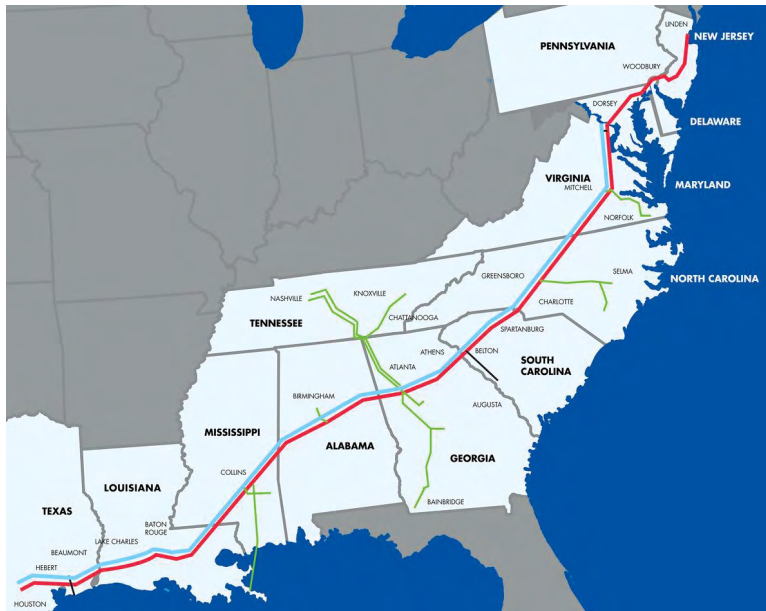 LINDEN
NEW JERSEY
PENNSYLVANIA
WOODBURY
DORSEY
DELAWARE
VIRGINIA
MITCHELL
MARYLAND
NORFOLK
GREENSBORO
SELMA
NORTH CAROLINA
NASHVILLE
KNOXVILLE
CHARLOTTE
CHATTANOOGA
TENNESSEE
SPARTANBURG
ATHENS
BELTON
ATLANTA
SOUTH
CAROLINA
BIRMINGHAM
AUGUSTA
MISSISSIPPI
ALABAMA
GEORGIA
COLLINS
LOUISIANA
BAINBRIDGE
TEXAS
BATON
ROUGE
LAKE CHARLES
BEAUMONT
HEBERT
HOUSTON